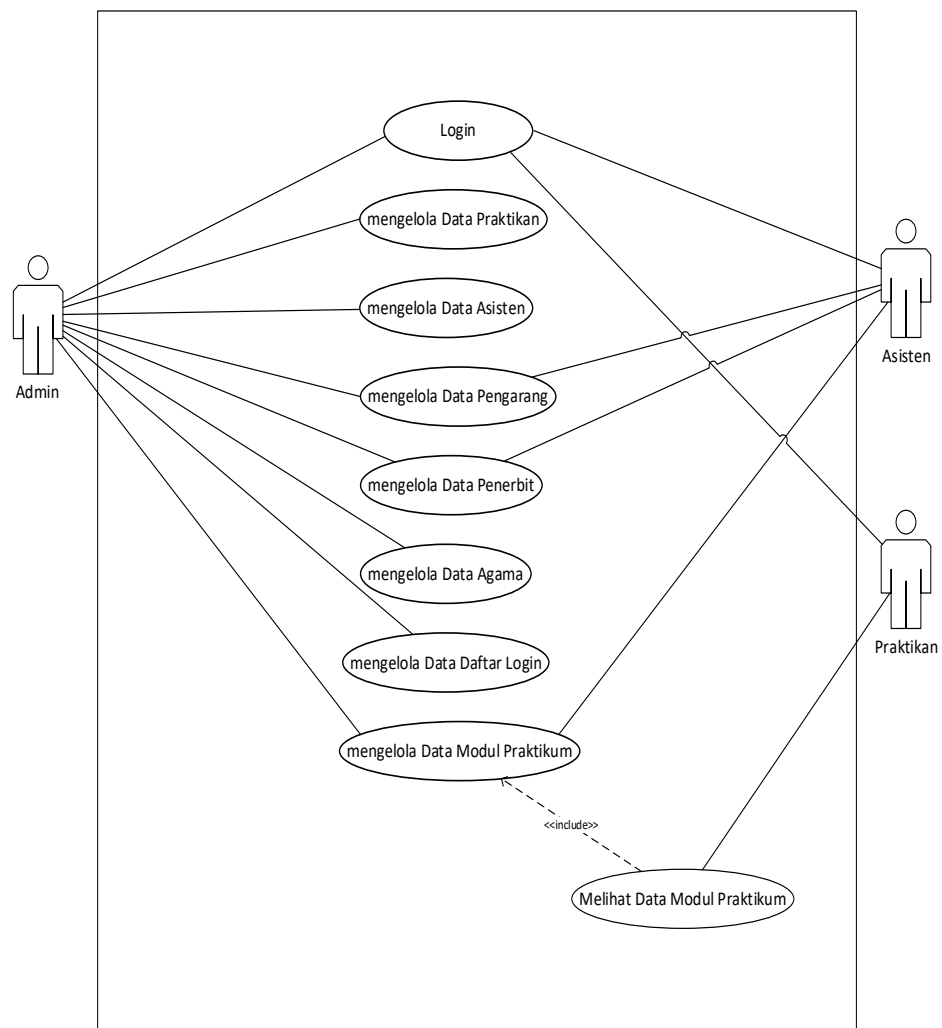 Login
mengelola Data Praktikan
mengelola Data Asisten
Admin
Asisten
mengelola Data Pengarang
mengelola Data Penerbit
mengelola Data Agama
Praktikan
mengelola Data Daftar Login
mengelola Data Modul Praktikum
<<include>>
Melihat Data Modul Praktikum